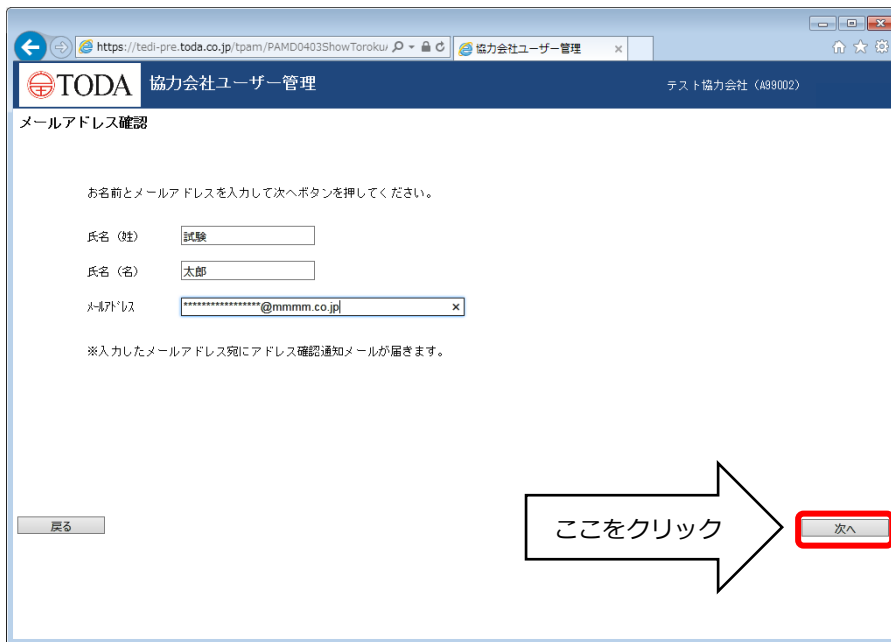 https://tedi-pre.toda.co.jp/tpam/PAMD0403ShowToroku
協力会社ユーザー管理
TODA 協力会社ユーザー管理
テスト協力会社（A99002）
メールアドレス確認
お名前とメールアドレスを入力して次へボタンを押してください。
氏名（姓） 試験
氏名（名） 太郎
ﾒｰﾙｱﾄﾞﾚｽ *****************@mmmm.co.jp
※入力したメールアドレス宛にアドレス確認通知メールが届きます。
戻る
ここをクリック
次へ